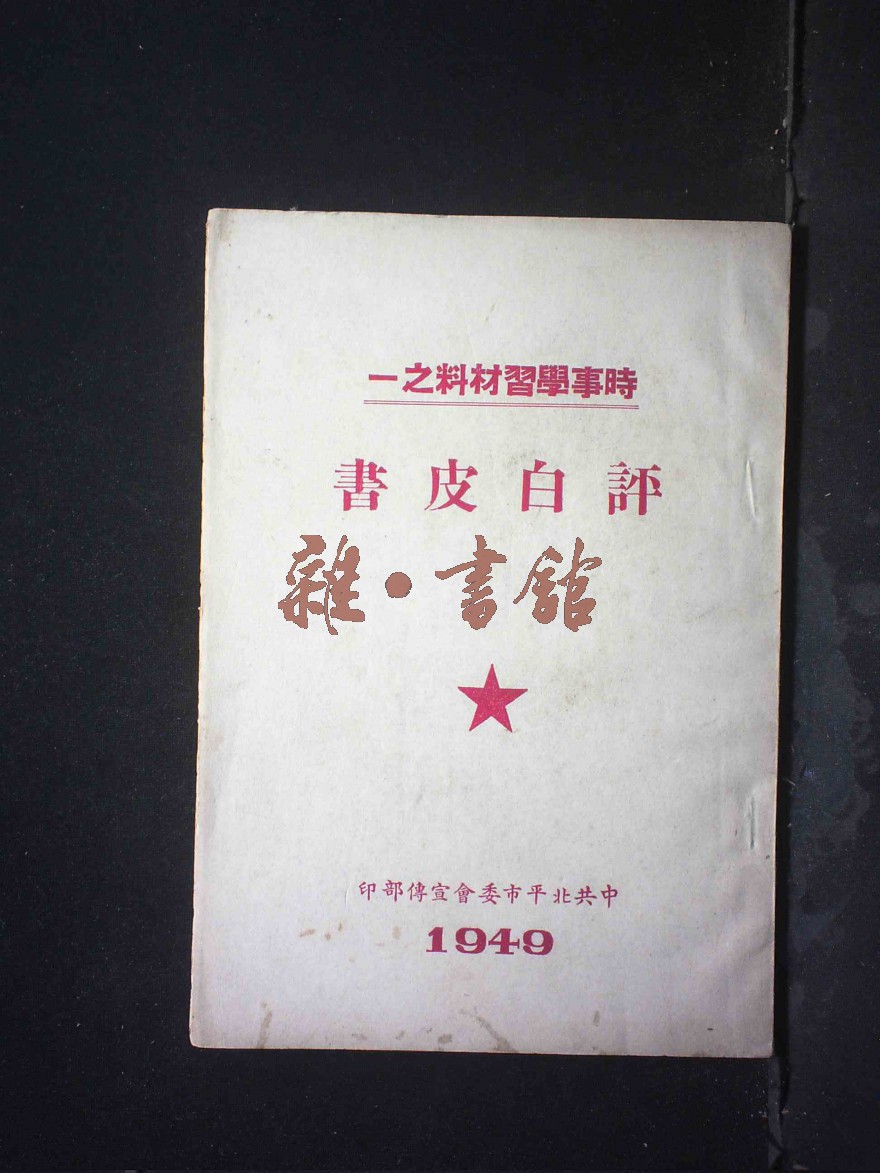 時事學習材料之一
評白皮書
雜·書館
中共北平市委會宣傳部印
1949